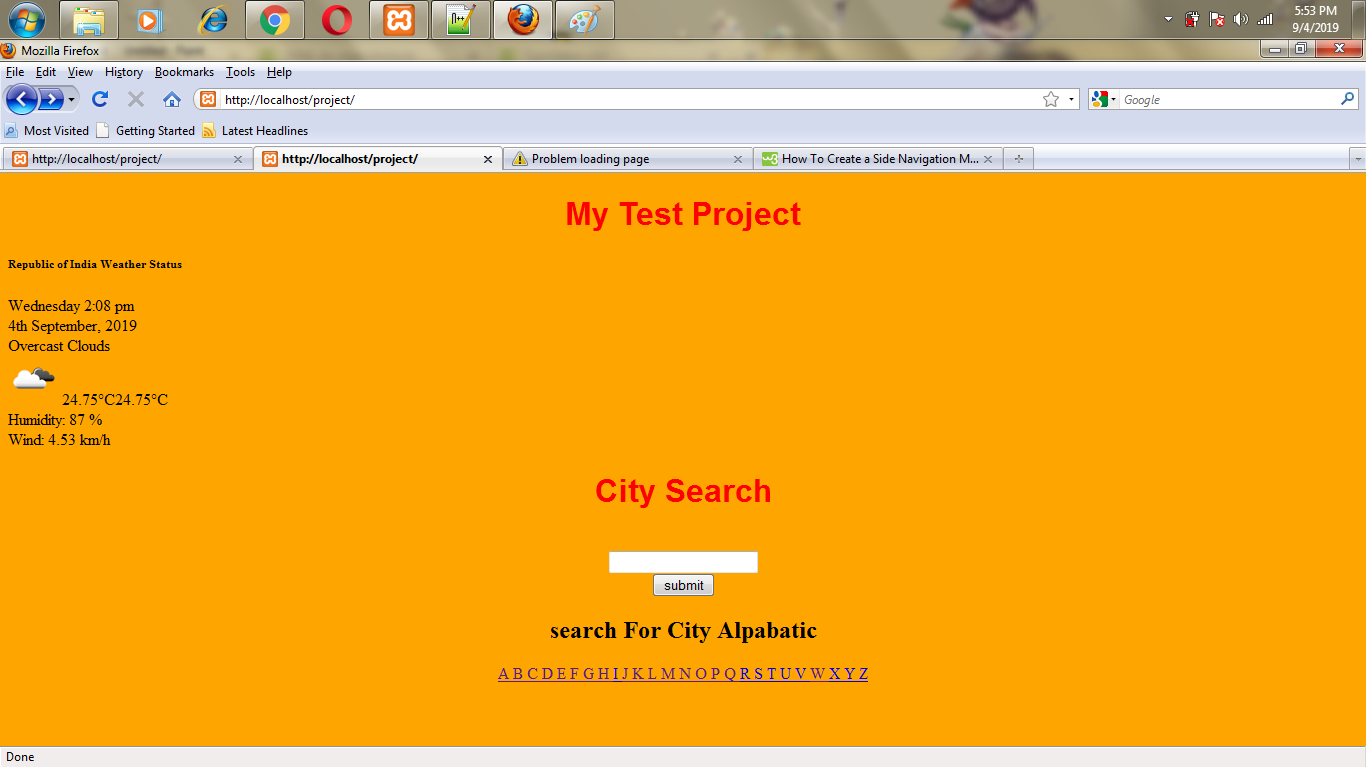 5:53 PM
9/4/2019
Mozilla Firefox
File Edit View History Bookmarks Tools Help
http://localhost/project/
Google
Most Visited Getting Started Latest Headlines
http://localhost/project/ http://localhost/project/ Problem loading page How To Create a Side Navigation M...
My Test Project
Republic of India Weather Status
Wednesday 2:08 pm
4th September, 2019
Overcast Clouds
24.75°C24.75°C
Humidity: 87 %
Wind: 4.53 km/h
City Search
submit
search For City Alpabatic
A B C D E F G H I J K L M N O P Q R S T U V W X Y Z
Done